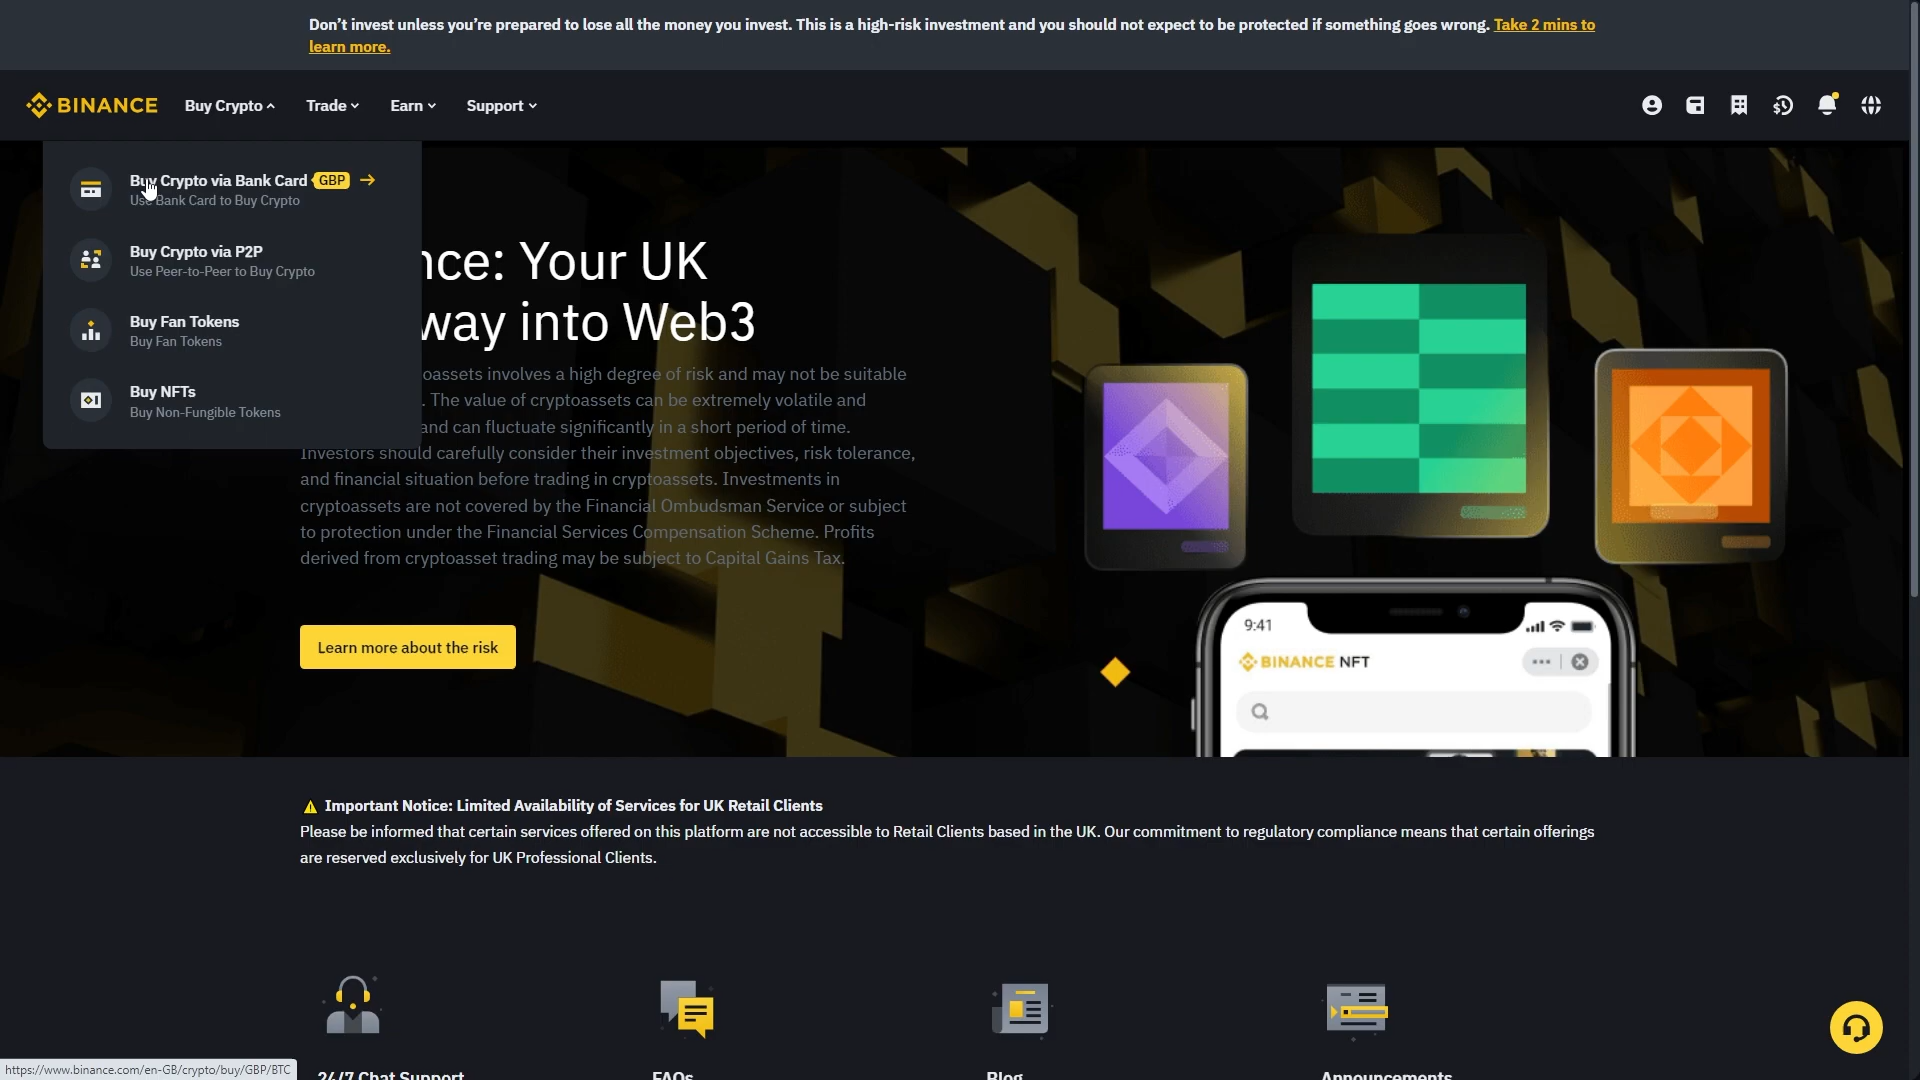 Don’t invest unless you’re prepared to lose all the money you invest. This is a high-risk investment and you should not expect to be protected if something goes wrong. Take 2 mins to
learn more.
BINANCE
Buy Crypto
Trade
Earn
Support
Buy Crypto via Bank Card GBP
Use Bank Card to Buy Crypto
Buy Crypto via P2P
Use Peer-to-Peer to Buy Crypto
Buy Fan Tokens
Buy Fan Tokens
Buy NFTs
Buy Non-Fungible Tokens
nce: Your UK
way into Web3
oassets involves a high degree of risk and may not be suitable
. The value of cryptoassets can be extremely volatile and
and can fluctuate significantly in a short period of time.
Investors should carefully consider their investment objectives, risk tolerance,
and financial situation before trading in cryptoassets. Investments in
cryptoassets are not covered by the Financial Ombudsman Service or subject
to protection under the Financial Services Compensation Scheme. Profits
derived from cryptoasset trading may be subject to Capital Gains Tax.
Learn more about the risk
9:41
BINANCE NFT
Important Notice: Limited Availability of Services for UK Retail Clients
Please be informed that certain services offered on this platform are not accessible to Retail Clients based in the UK. Our commitment to regulatory compliance means that certain offerings
are reserved exclusively for UK Professional Clients.
24/7 Chat Support
FAQs
Blog
Announcements
https://www.binance.com/en-GB/crypto/buy/GBP/BTC